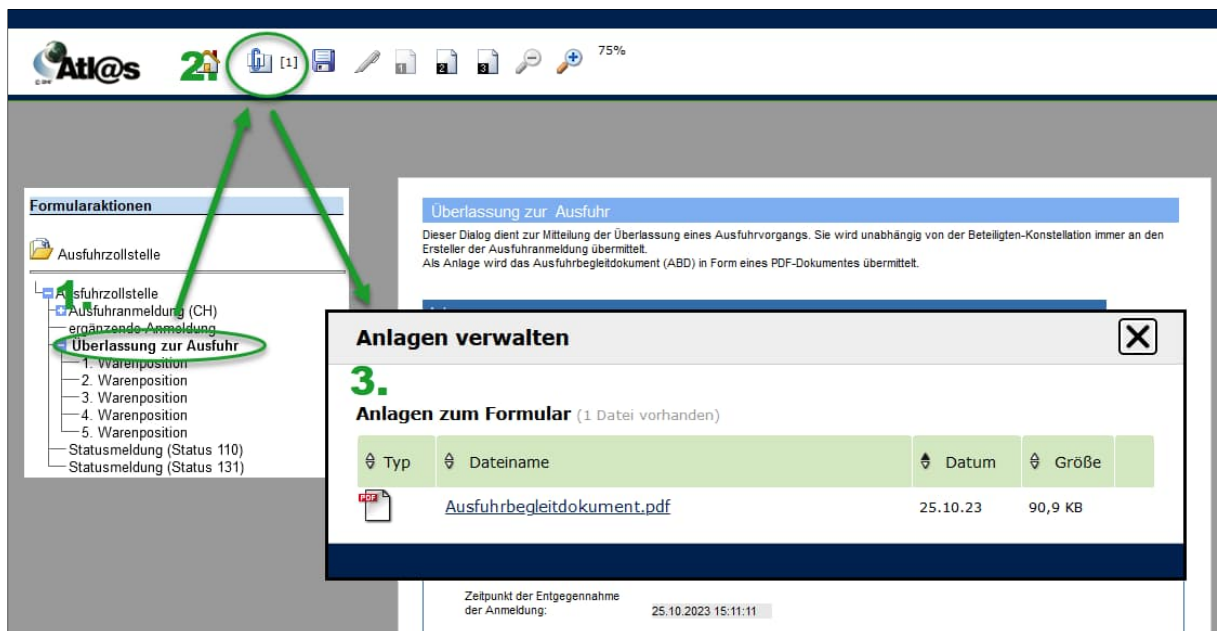 Atl@s
2.
[1]
1
2
3
75%
Formularaktionen
Ausfuhrzollstelle
1.
Ausfuhrzollstelle
Ausfuhranmeldung (CH)
ergänzende Anmeldung
Überlassung zur Ausfuhr
1. Warenposition
2. Warenposition
3. Warenposition
4. Warenposition
5. Warenposition
Statusmeldung (Status 110)
Statusmeldung (Status 131)
Überlassung zur Ausfuhr
Dieser Dialog dient zur Mitteilung der Überlassung eines Ausfuhrvorgangs. Sie wird unabhängig von der Beteiligten-Konstellation immer an den
Ersteller der Ausfuhranmeldung übermittelt.
Als Anlage wird das Ausfuhrbegleitdokument (ABD) in Form eines PDF-Dokumentes übermittelt.
Anlagen verwalten
3.
Anlagen zum Formular (1 Datei vorhanden)
Typ Dateiname Datum Größe
PDF Ausfuhrbegleitdokument.pdf 25.10.23 90,9 KB
Zeitpunkt der Entgegennahme
der Anmeldung: 25.10.2023 15:11:11